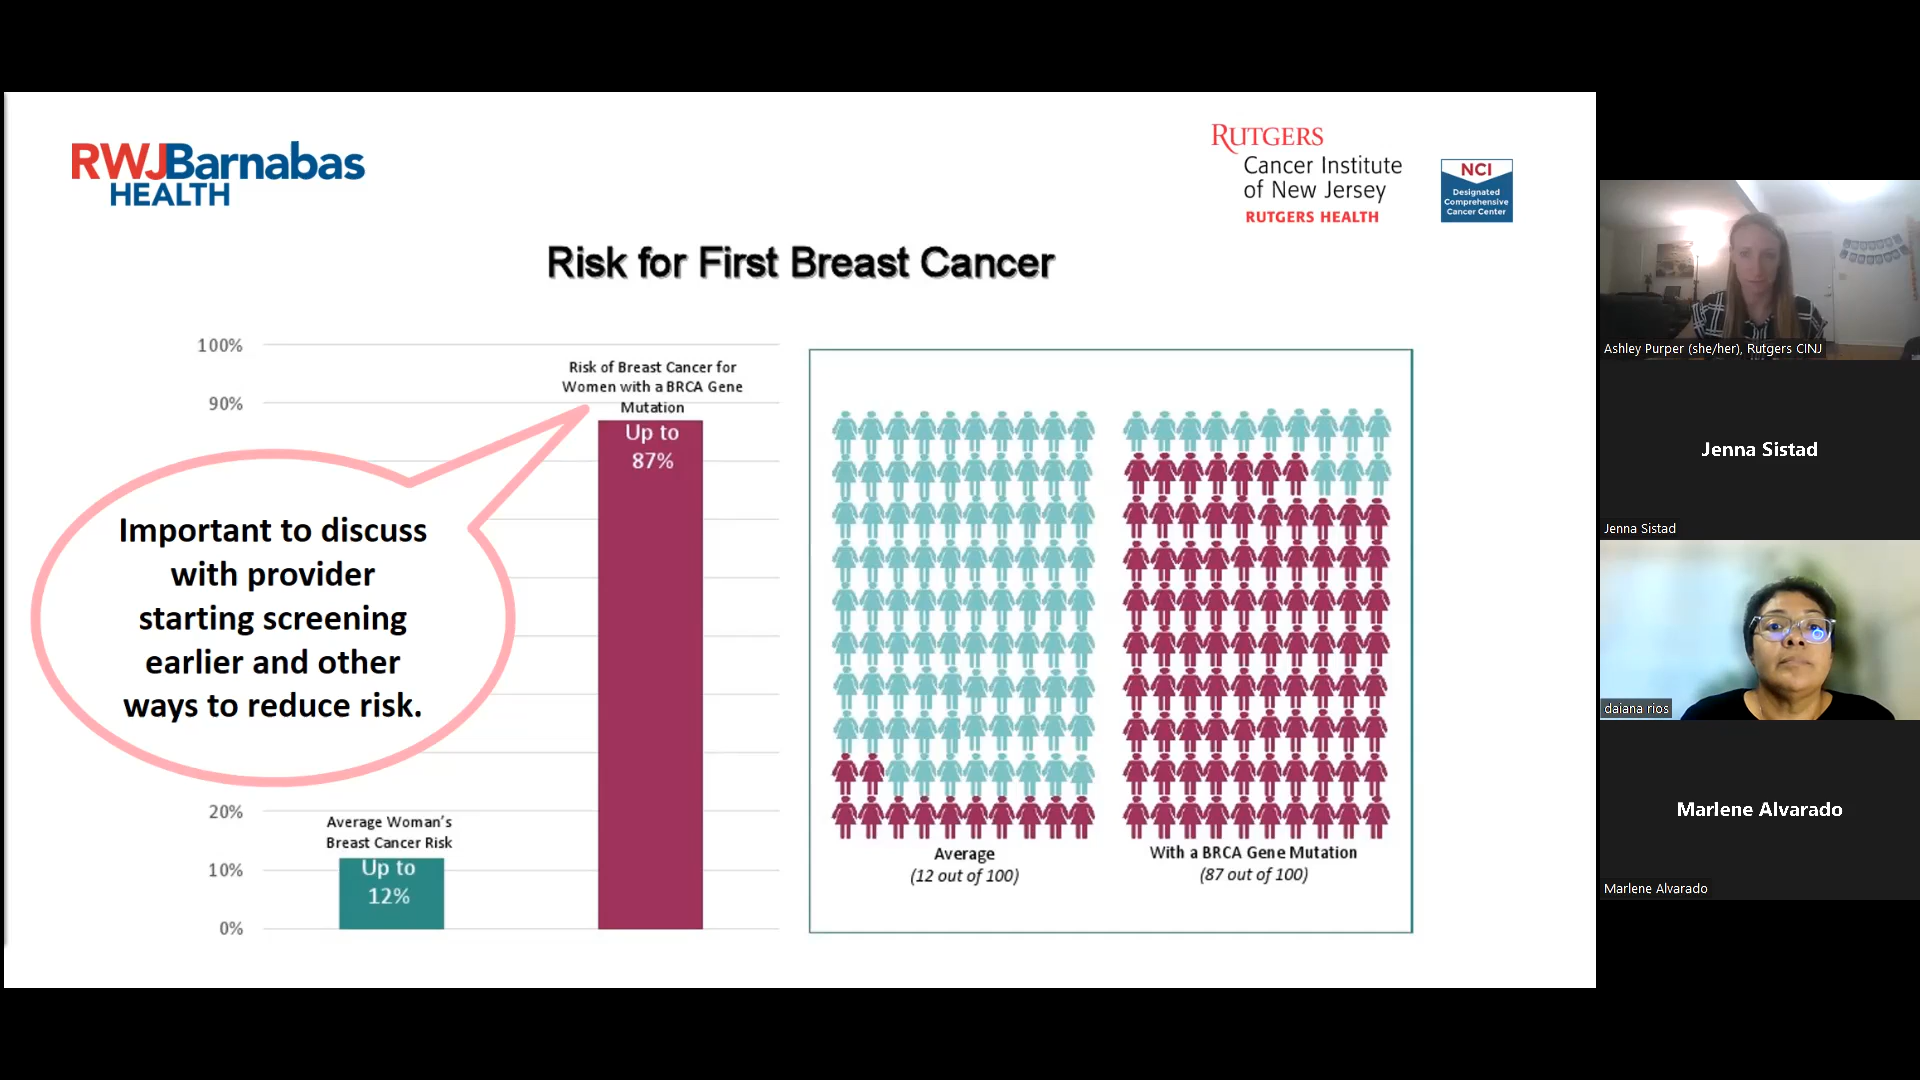 RWJBarnabas
HEALTH
RUTGERS
Cancer Institute
of New Jersey
RUTGERS HEALTH
NCI
Designated
Comprehensive
Cancer Center
Risk for First Breast Cancer
100%
90%
20%
10%
0%
Risk of Breast Cancer for
Women with a BRCA Gene
Mutation
Up to
87%
Important to discuss
with provider
starting screening
earlier and other
ways to reduce risk.
Average Woman's
Breast Cancer Risk
Up to
12%
Average
(12 out of 100)
With a BRCA Gene Mutation
(87 out of 100)
Ashley Purper (she/her), Rutgers CINJ
Jenna Sistad
Jenna Sistad
daiana rios
Marlene Alvarado
Marlene Alvarado